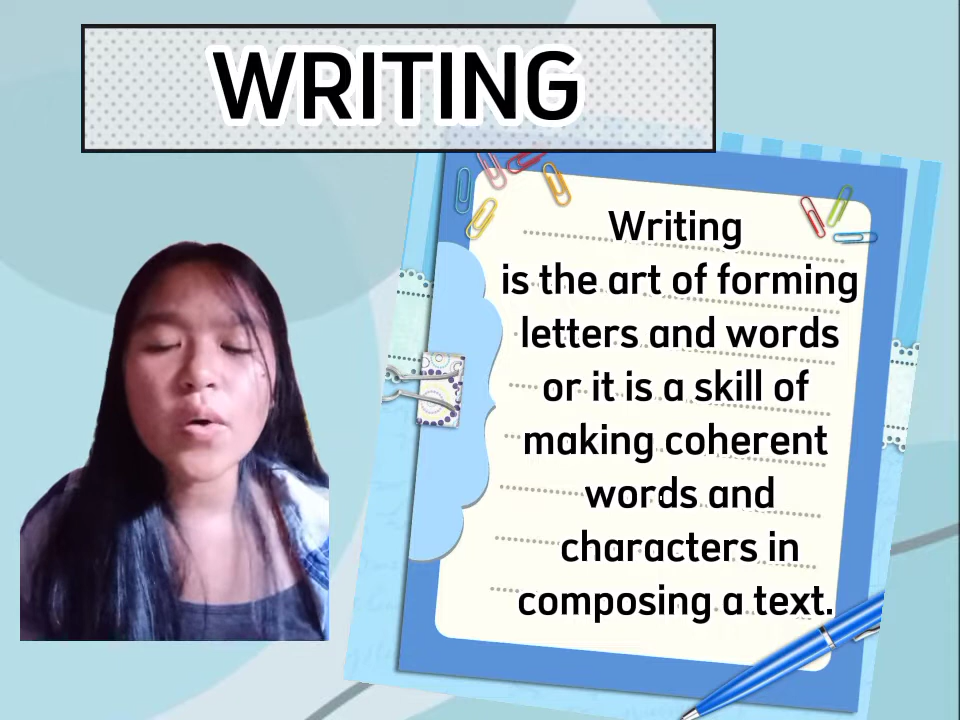 WRITING
Writing
is the art of forming
letters and words
or it is a skill of
making coherent
words and
characters in
composing a text.